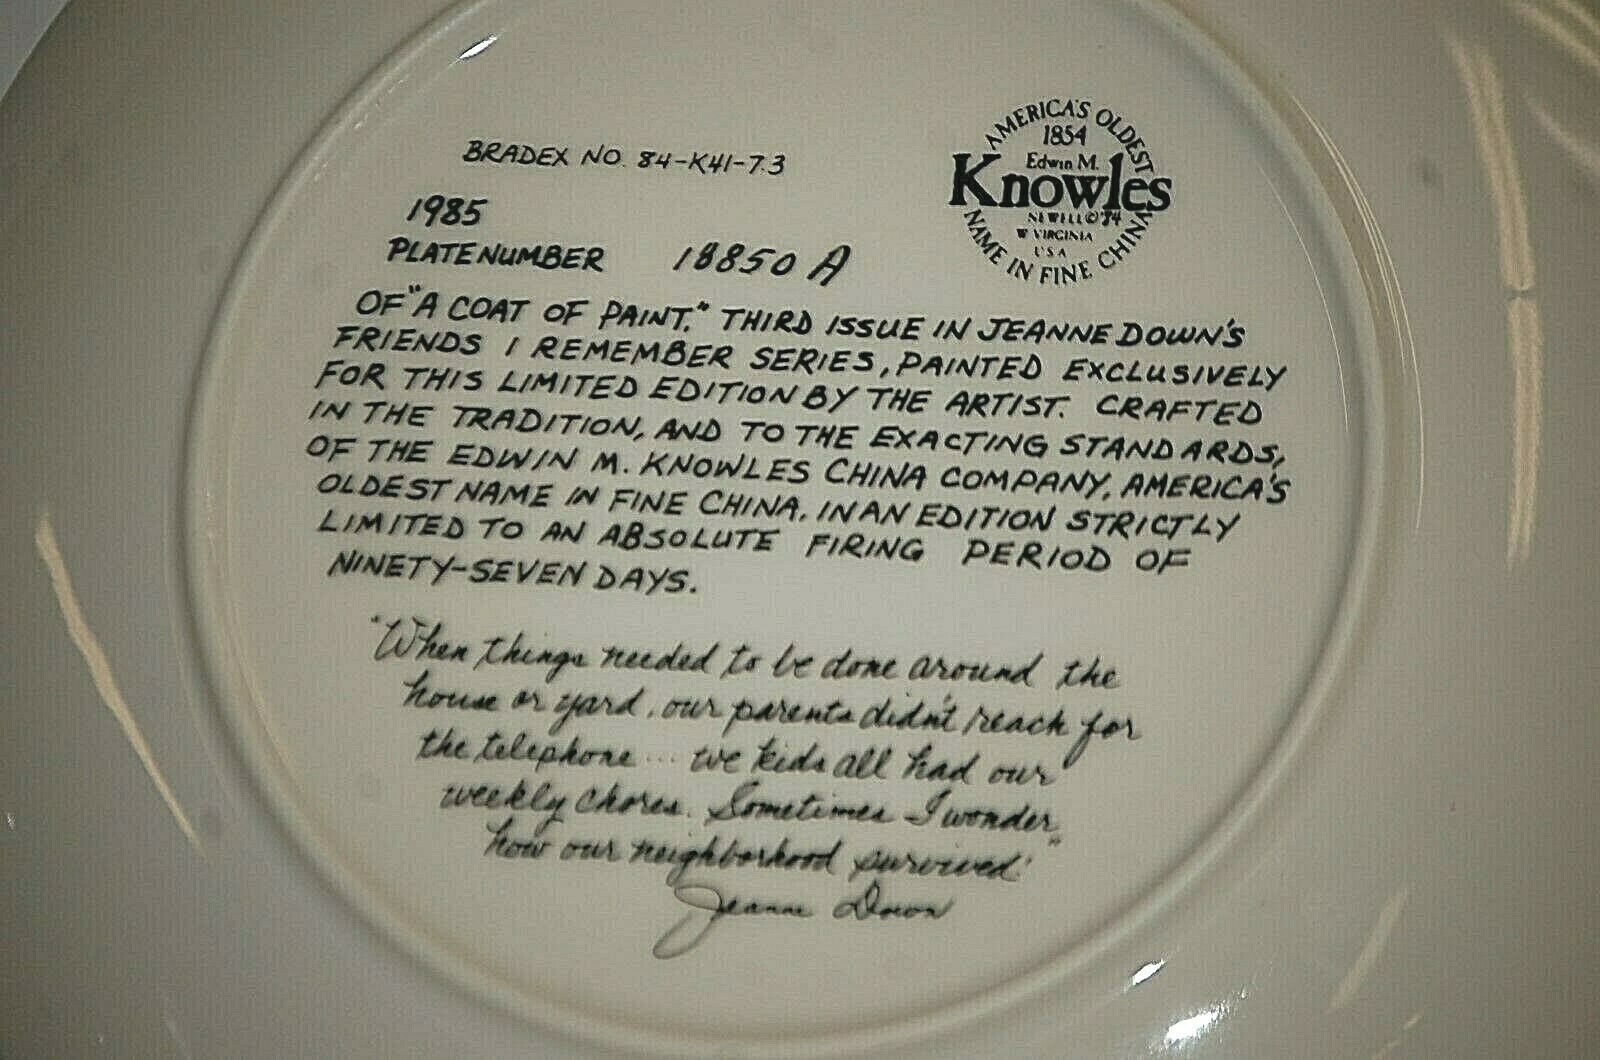 BRADEX NO. 84-K41-7.3
AMERICA'S OLDEST
1854
Edwin M.
Knowles
NEWELL © '84
W VIRGINIA
USA
NAME IN FINE CHINA
1985
PLATE NUMBER 18850 A
OF "A COAT OF PAINT." THIRD ISSUE IN JEANNE DOWN'S
FRIENDS I REMEMBER SERIES, PAINTED EXCLUSIVELY
FOR THIS LIMITED EDITION BY THE ARTIST. CRAFTED
IN THE TRADITION, AND TO THE EXACTING STANDARDS,
OF THE EDWIN M. KNOWLES CHINA COMPANY, AMERICA'S
OLDEST NAME IN FINE CHINA. IN AN EDITION STRICTLY
LIMITED TO AN ABSOLUTE FIRING PERIOD OF
NINETY-SEVEN DAYS.
"When things needed to be done around the
house or yard, our parents didn't reach for
the telephone ... we kids all had our
weekly chores. Sometimes I wonder
how our neighborhood survived!"
Jeanne Down